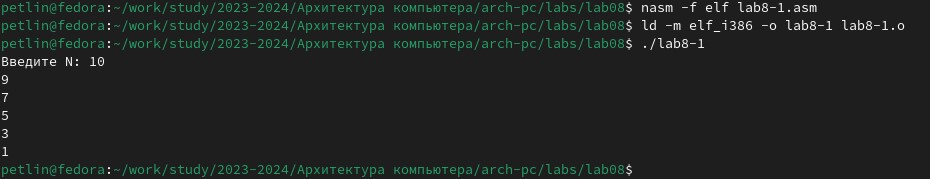 petlin@fedora:~/work/study/2023-2024/Архитектура компьютера/arch-pc/labs/lab08$ nasm -f elf lab8-1.asm
petlin@fedora:~/work/study/2023-2024/Архитектура компьютера/arch-pc/labs/lab08$ ld -m elf_i386 -o lab8-1 lab8-1.o
petlin@fedora:~/work/study/2023-2024/Архитектура компьютера/arch-pc/labs/lab08$ ./lab8-1
Введите N: 10
9
7
5
3
1
petlin@fedora:~/work/study/2023-2024/Архитектура компьютера/arch-pc/labs/lab08$